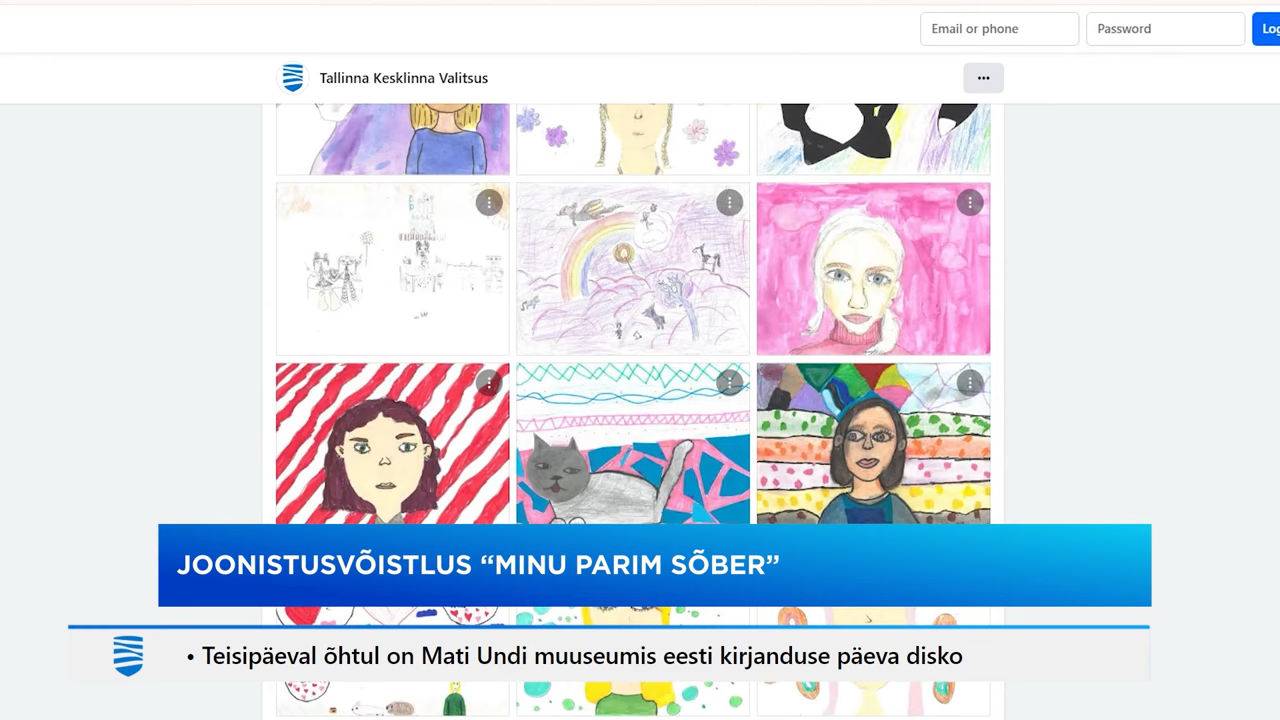 Email or phone
Password
Log
Tallinna Kesklinna Valitsus
JOONISTUSVÕISTLUS “MINU PARIM SÕBER”
• Teisipäeval õhtul on Mati Undi muuseumis eesti kirjanduse päeva disko